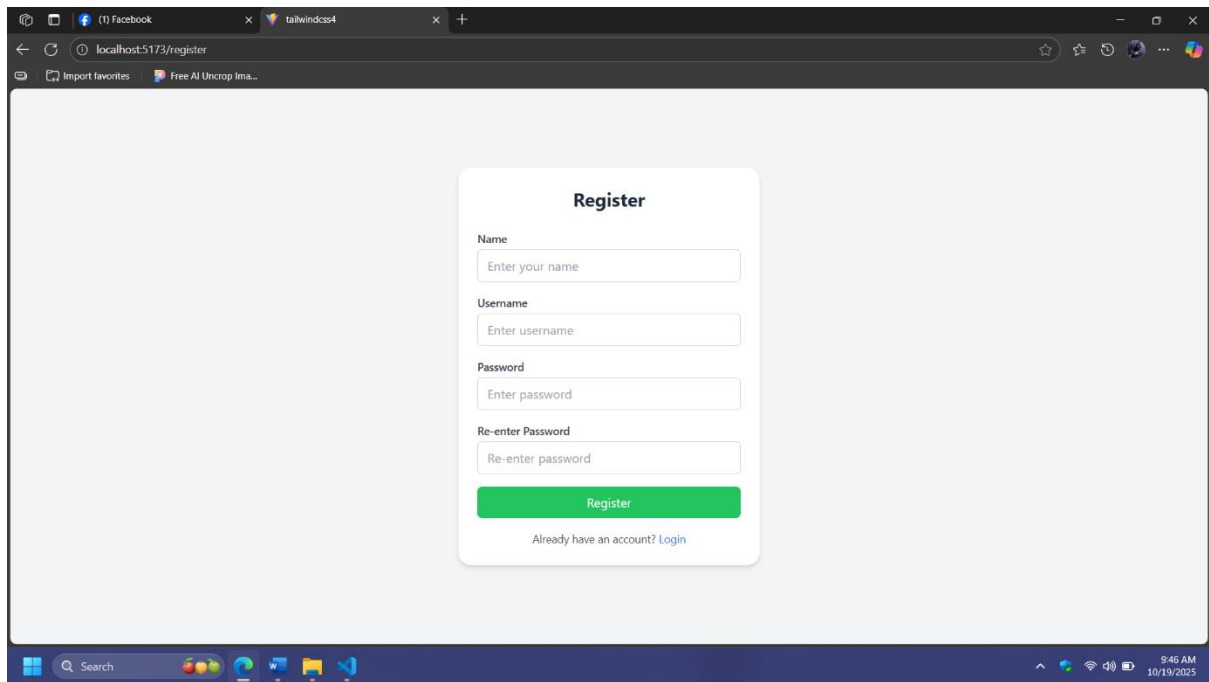 (1) Facebook
tailwindcss4
localhost:5173/register
Import favorites
Free AI Uncrop Ima...
Register
Name
Enter your name
Username
Enter username
Password
Enter password
Re-enter Password
Re-enter password
Register
Already have an account? Login
Search
9:46 AM
10/19/2025